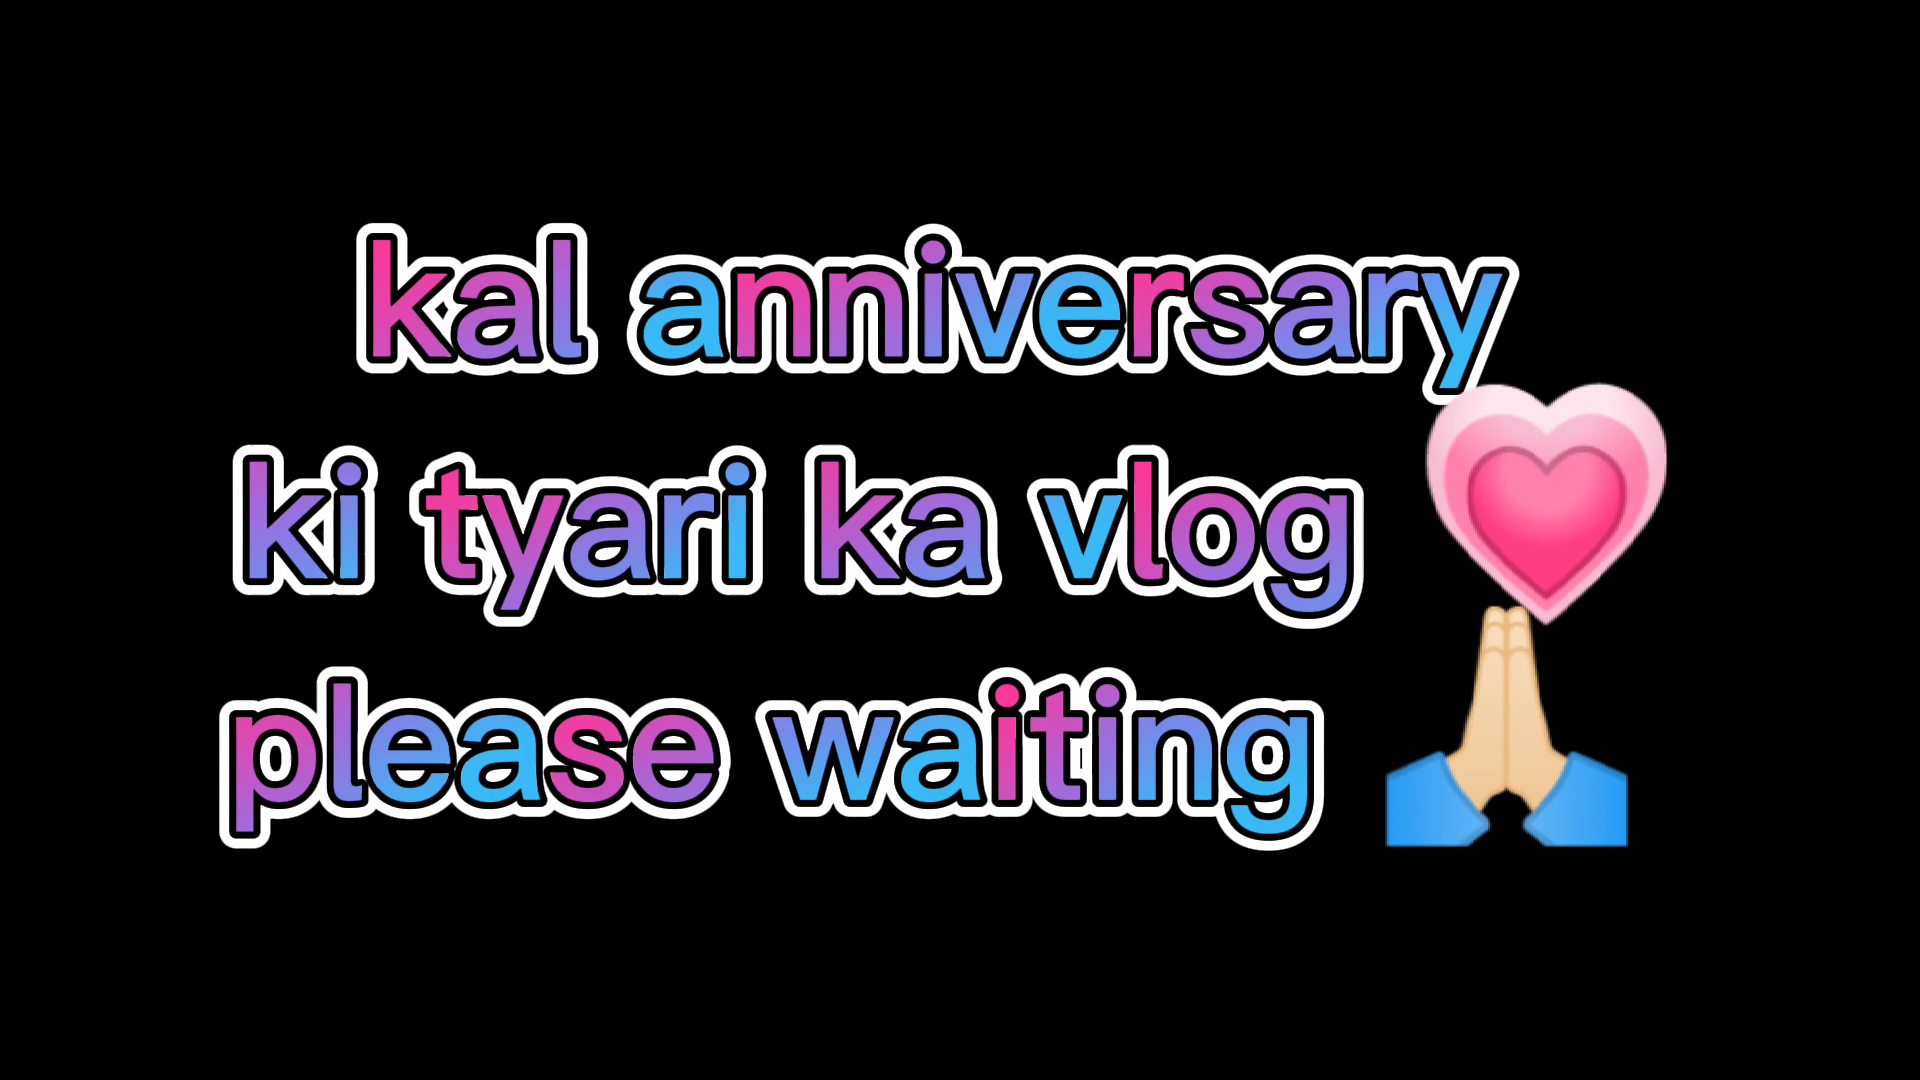 kal anniversary
ki tyari ka vlog 💗
please waiting 🙏🏼